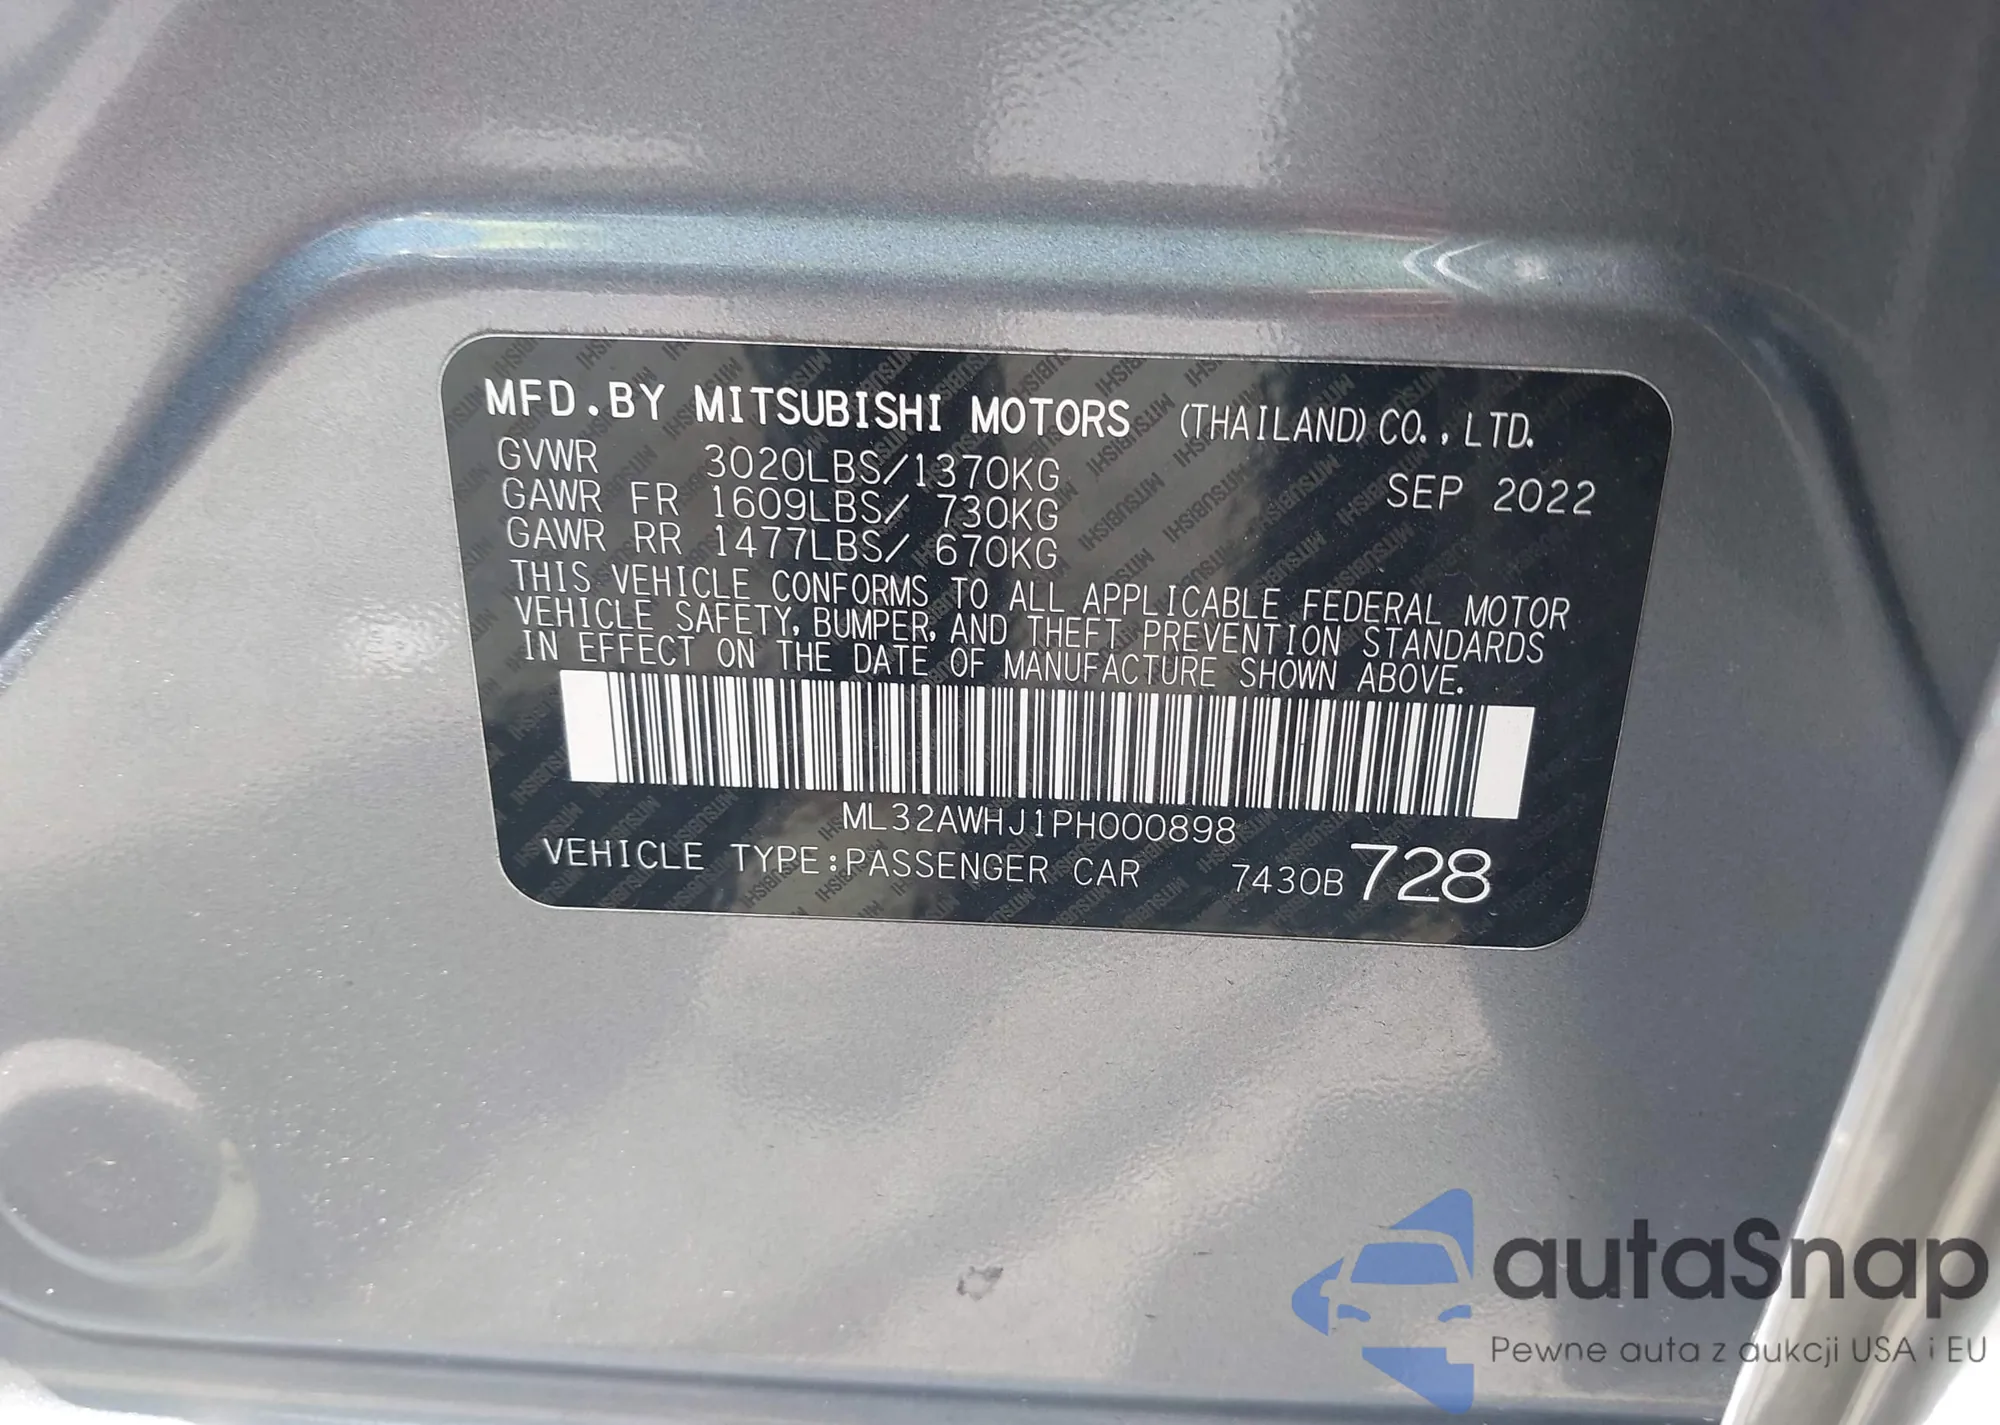 MFD.BY MITSUBISHI MOTORS (THAILAND) CO.,LTD.
GVWR 3020LBS/1370KG
SEP 2022
GAWR FR 1609LBS/ 730KG
GAWR RR 1477LBS/ 670KG
THIS VEHICLE CONFORMS TO ALL APPLICABLE FEDERAL MOTOR
VEHICLE SAFETY, BUMPER, AND THEFT PREVENTION STANDARDS
IN EFFECT ON THE DATE OF MANUFACTURE SHOWN ABOVE.
ML32AWHJ1PH000898
VEHICLE TYPE:PASSENGER CAR 7430B 728
autaSnap
Pewne auta z aukcji USA i EU